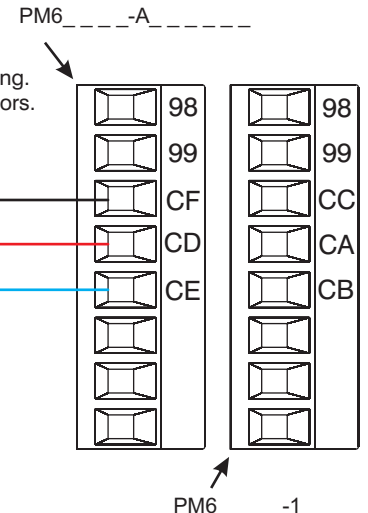 PM6_ _ _ _-A_ _ _ _ _ _
ng.
ors.
98 98
99 99
CF CC
CD CA
CE CB
PM6 -1